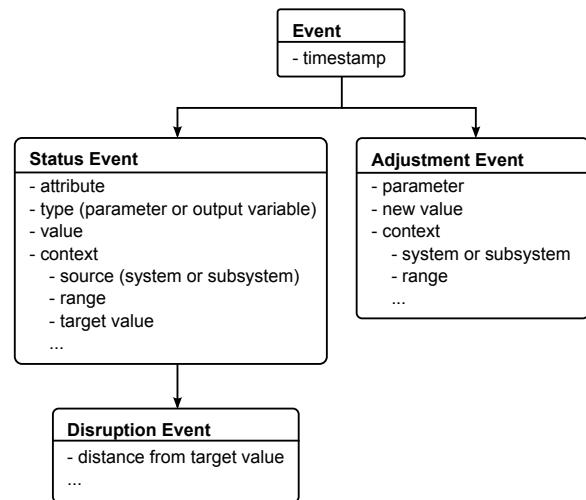 Event
- timestamp
Status Event
- attribute
- type (parameter or output variable)
- value
- context
- source (system or subsystem)
- range
- target value
...
Adjustment Event
- parameter
- new value
- context
- system or subsystem
- range
...
Disruption Event
- distance from target value
...